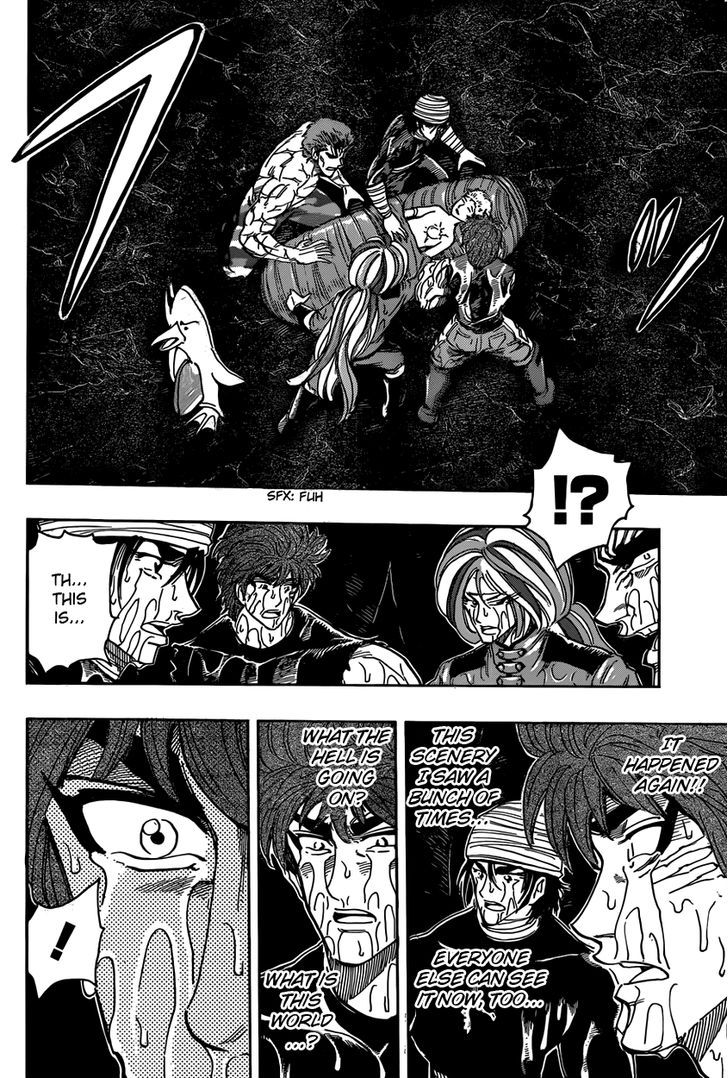 SFX: FUH
!?
TH...
THIS
IS...
IT
HAPPENED
AGAIN!!
THIS
SCENERY
I SAW A
BUNCH OF
TIMES...
EVERYONE
ELSE CAN SEE
IT NOW, TOO...
WHAT THE
HELL IS
GOING
ON?
WHAT IS
THIS
WORLD
...?
!